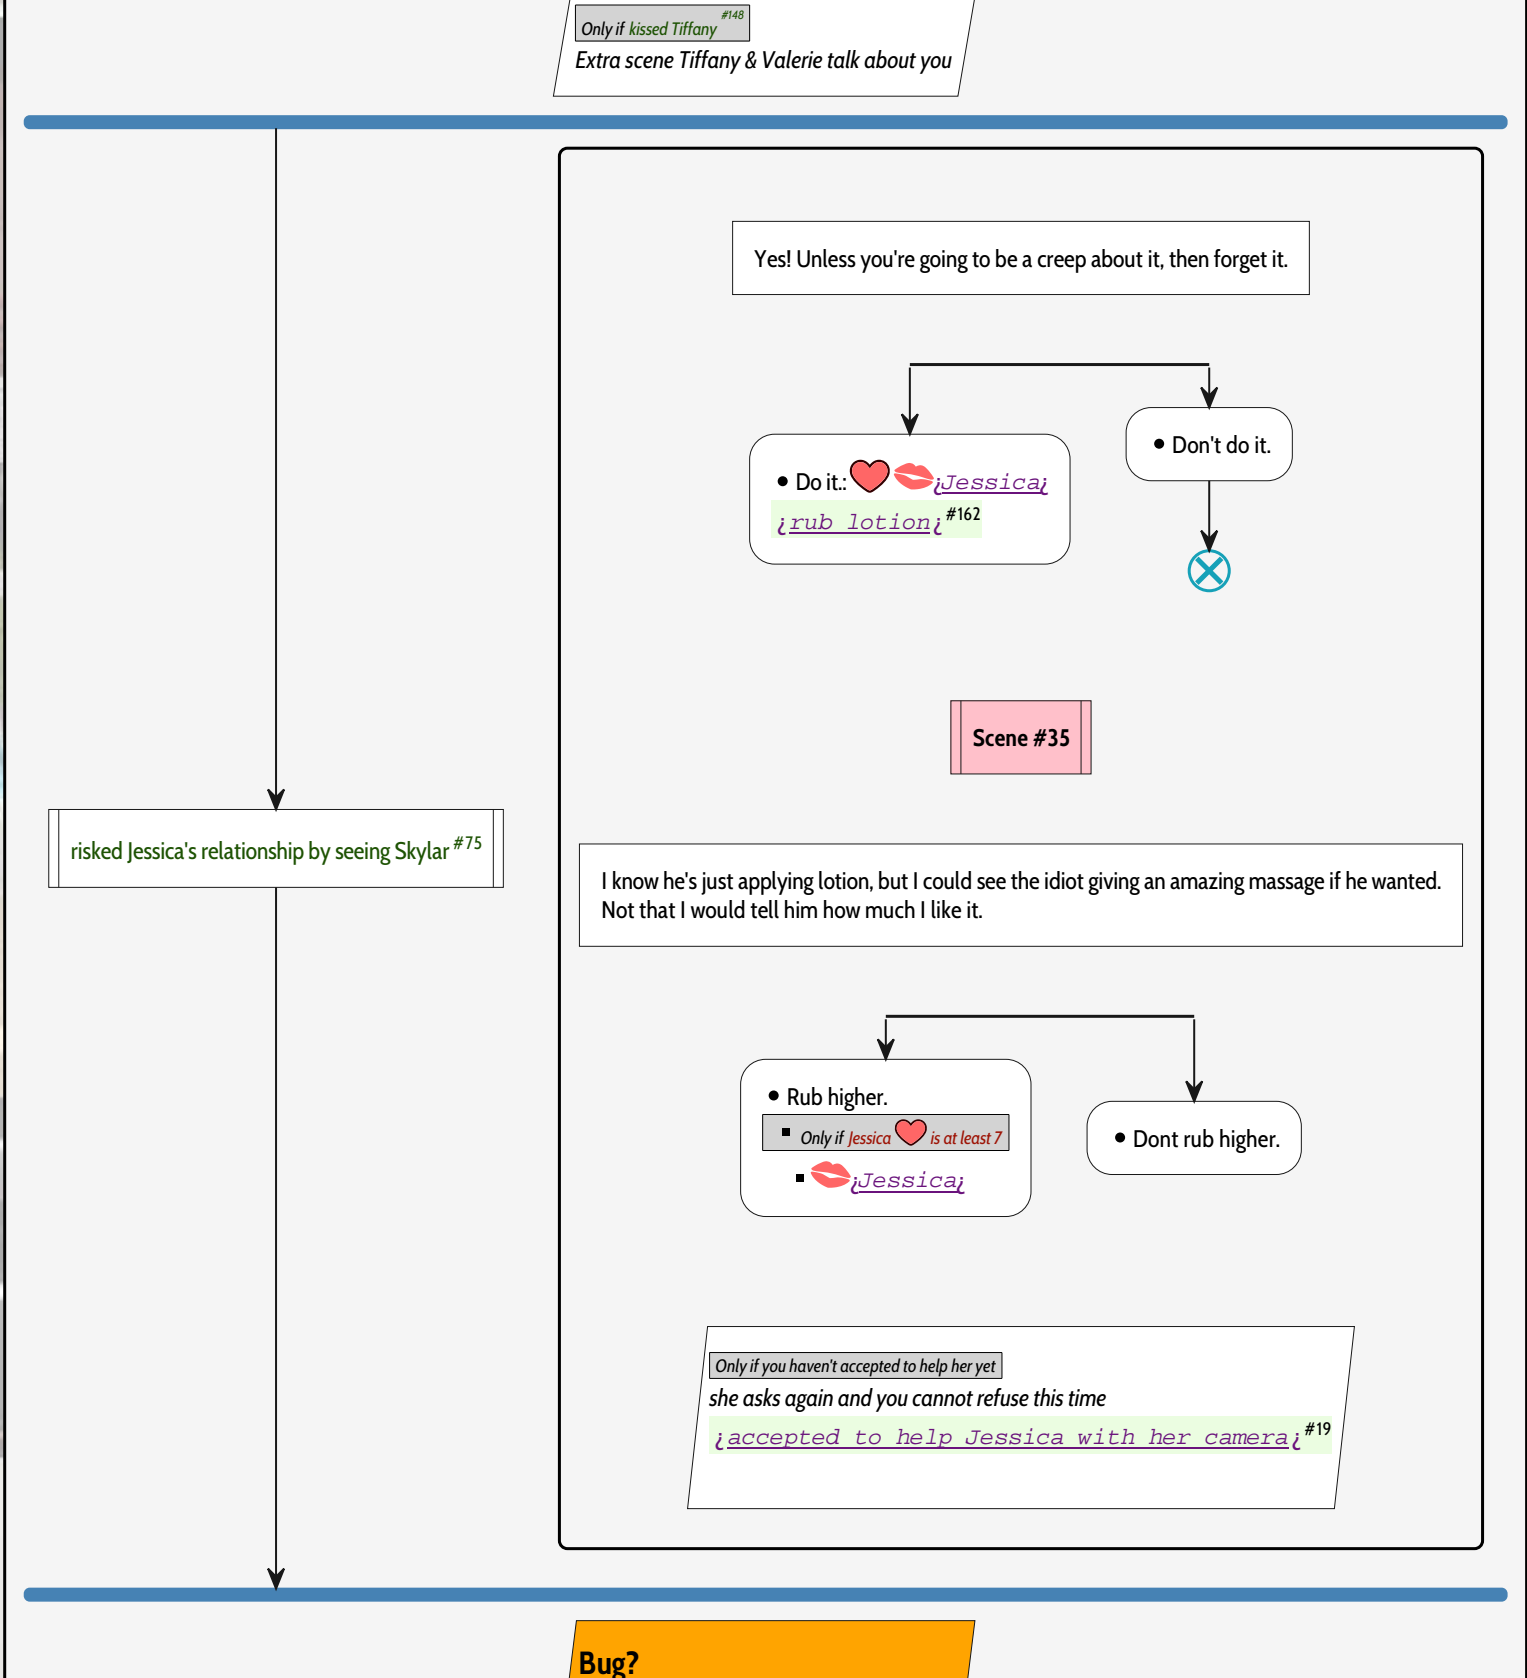 Only if kissed Tiffany #148
Extra scene Tiffany & Valerie talk about you
Yes! Unless you're going to be a creep about it, then forget it.
Do it.: ¿Jessica¿
¿rub lotion¿ #162
Don't do it.
Scene #35
risked Jessica's relationship by seeing Skylar #75
I know he's just applying lotion, but I could see the idiot giving an amazing massage if he wanted.
Not that I would tell him how much I like it.
Rub higher.
Only if Jessica is at least 7
¿Jessica¿
Dont rub higher.
Only if you haven't accepted to help her yet
she asks again and you cannot refuse this time
¿accepted to help Jessica with her camera¿ #19
Bug?